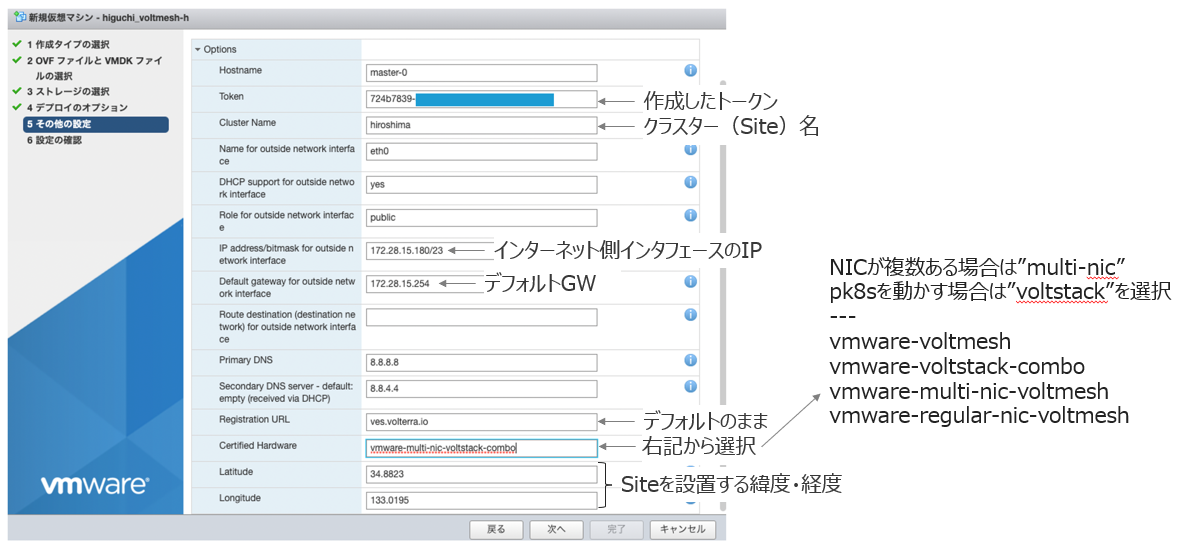 新規仮想マシン - higuchi_voltmesh-h
1 作成タイプの選択
2 OVF ファイルと VMDK ファイ
ルの選択
3 ストレージの選択
4 デプロイのオプション
5 その他の設定
6 設定の確認
vmware®
Options
Hostname
master-0
Token
724b7839-
作成したトークン
Cluster Name
hiroshima
クラスター（Site）名
Name for outside network interfa
ce
eth0
DHCP support for outside netwo
rk interface
yes
Role for outside network interfac
e
public
IP address/bitmask for outside n
etwork interface
172.28.15.180/23
インターネット側インタフェースのIP
Default gateway for outside netw
ork interface
172.28.15.254
デフォルトGW
Route destination (destination ne
twork) for outside network interfa
ce
Primary DNS
8.8.8.8
Secondary DNS server - default:
empty (received via DHCP)
8.8.4.4
Registration URL
ves.volterra.io
デフォルトのまま
Certified Hardware
vmware-multi-nic-voltstack-combo
右記から選択
Latitude
34.8823
Longitude
133.0195
Siteを設置する緯度・経度
戻る
次へ
完了
キャンセル
NICが複数ある場合は”multi-nic”
pk8sを動かす場合は”voltstack”を選択
---
vmware-voltmesh
vmware-voltstack-combo
vmware-multi-nic-voltmesh
vmware-regular-nic-voltmesh